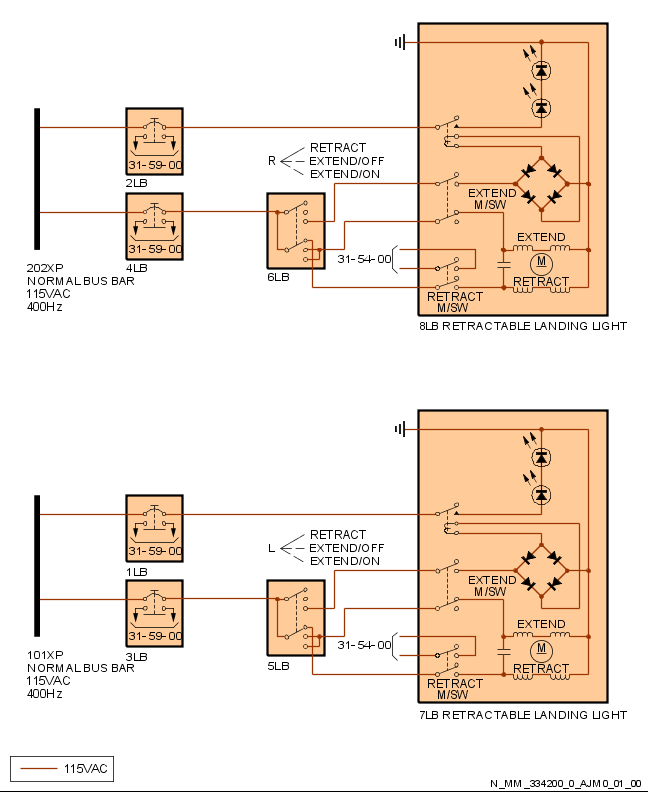 RETRACT
R EXTEND/OFF
EXTEND/ON
31-59-00
2LB
31-59-00
4LB
202XP
NORMAL BUS BAR
115VAC
400Hz
6LB
31-54-00
EXTEND
M/SW
EXTEND
M
RETRACT
RETRACT
M/SW
8LB RETRACTABLE LANDING LIGHT
RETRACT
L EXTEND/OFF
EXTEND/ON
31-59-00
1LB
31-59-00
3LB
101XP
NORMAL BUS BAR
115VAC
400Hz
5LB
31-54-00
EXTEND
M/SW
EXTEND
M
RETRACT
RETRACT
M/SW
7LB RETRACTABLE LANDING LIGHT
115VAC
N_MM_334200_0_AJM0_01_00